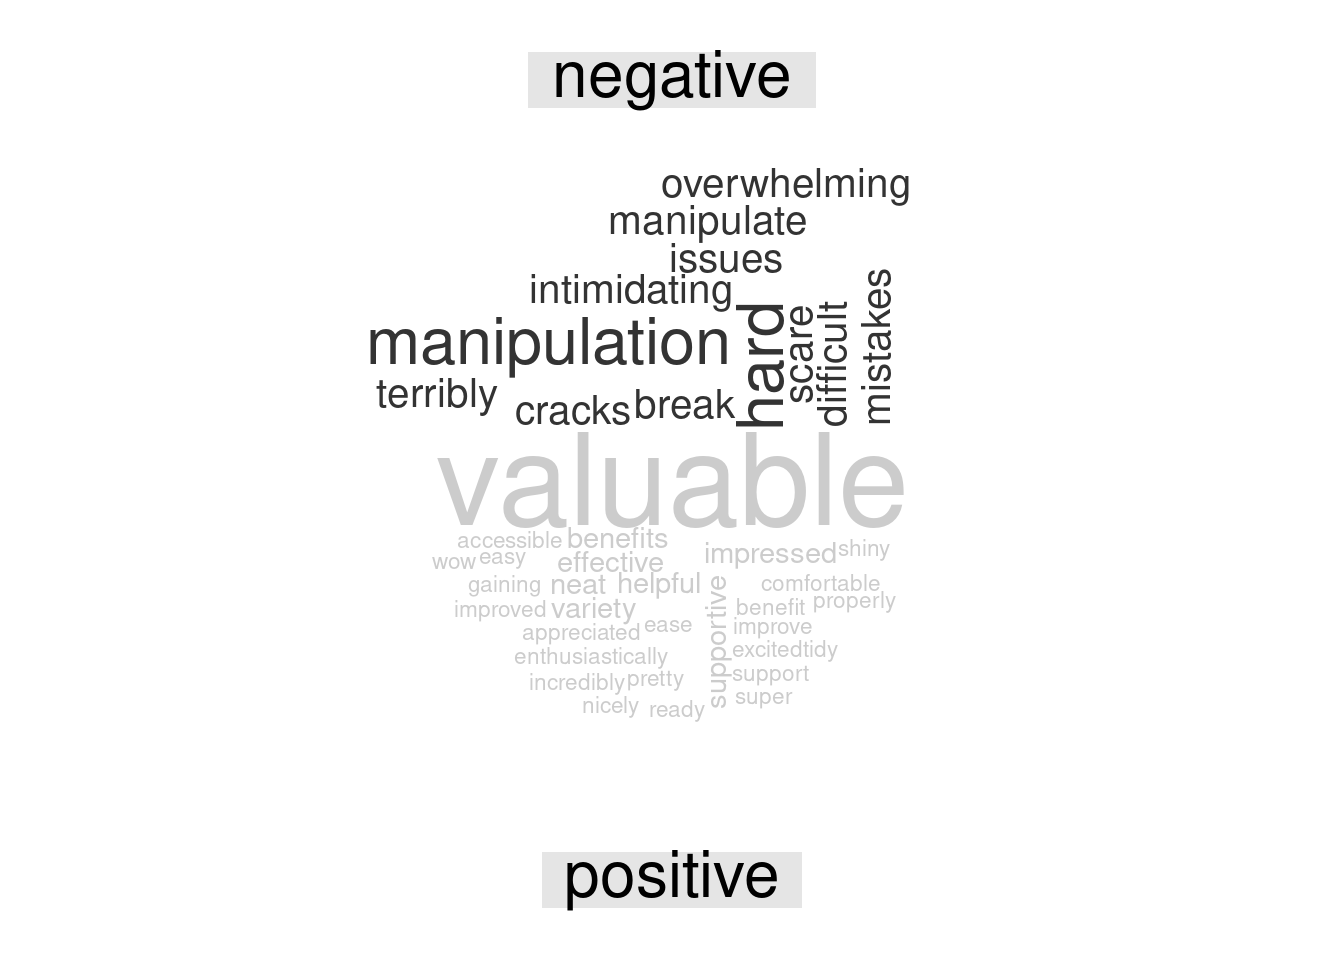 negative
overwhelming
manipulate
issues
intimidating
manipulation
hard
scare
difficult
mistakes
terribly
cracks
break
valuable
accessible
benefits
impressed
shiny
wow
easy
effective
gaining
neat
helpful
supportive
comfortable
improved
variety
benefit
properly
appreciated
ease
improve
enthusiastically
excited
tidy
incredibly
pretty
support
nicely
ready
super
positive